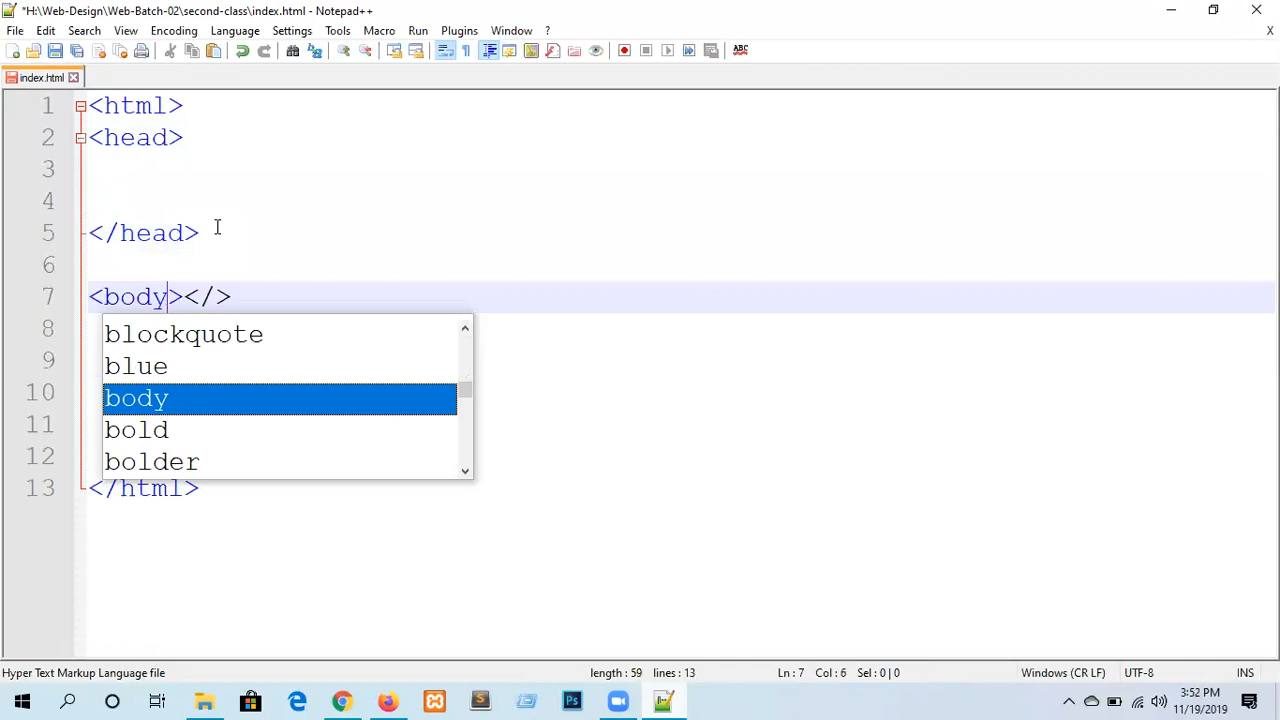 *H:\Web-Design\Web-Batch-02\second-class\index.html - Notepad++
File Edit Search View Encoding Language Settings Tools Macro Run Plugins Window ? X
ABC
index.html
1 <html>
2 <head>
3
4
5 </head>
6
7 <body></>
8 blockquote
9 blue
10 body
11 bold
12 bolder
13 </html>
Hyper Text Markup Language file length : 59 lines : 13 Ln : 7 Col : 6 Sel : 0 | 0 Windows (CR LF) UTF-8 INS
Ps
3:52 PM
11/19/2019